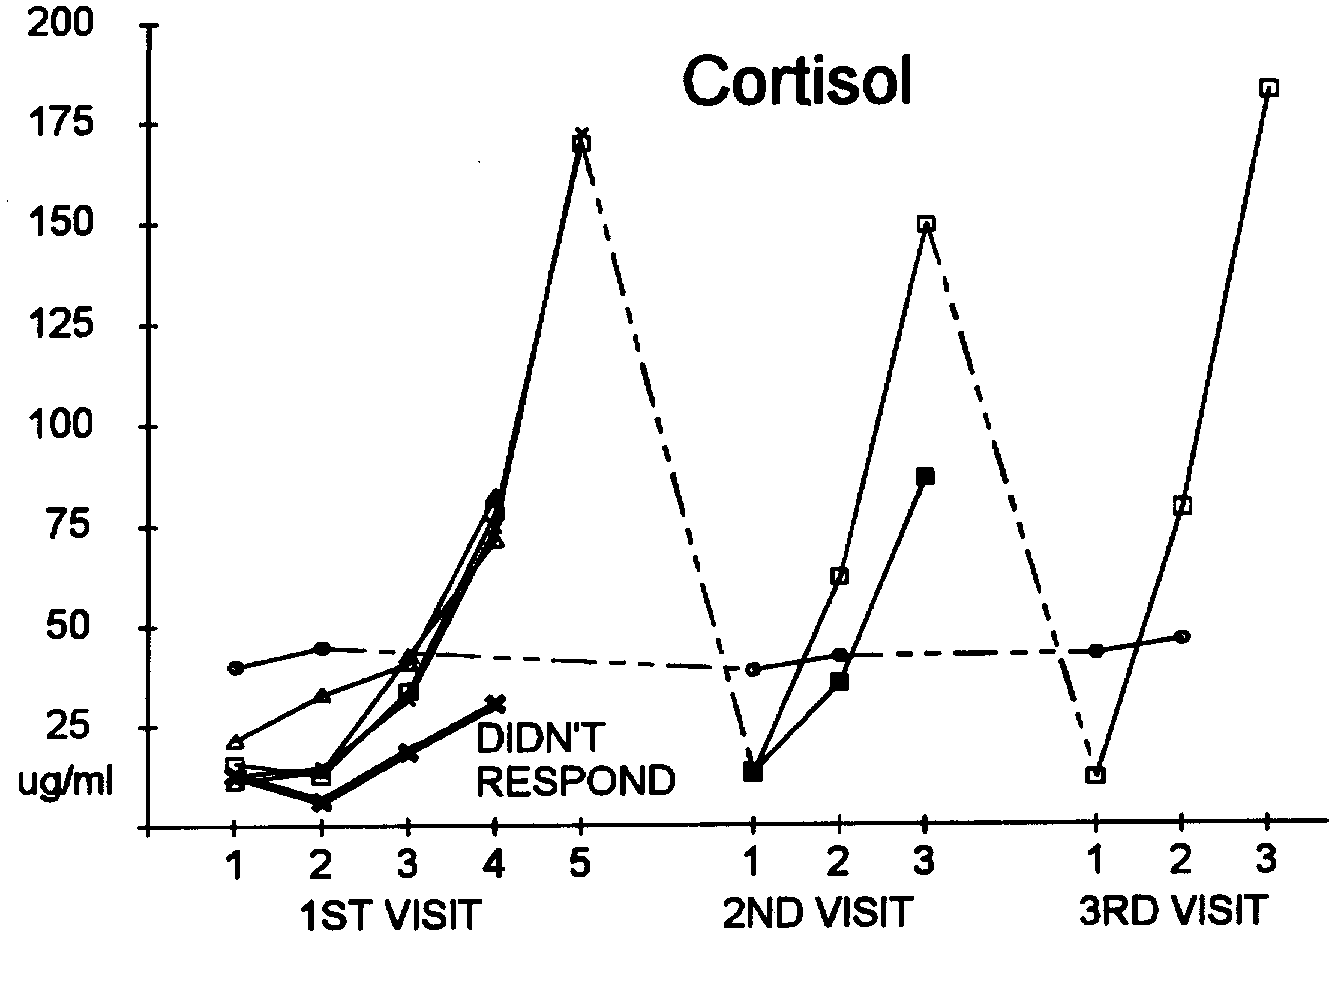 Cortisol
200
175
150
125
100
75
50
25
ug/ml
DIDN'T
RESPOND
1 2 3 4 5 1 2 3 1 2 3
1ST VISIT 2ND VISIT 3RD VISIT